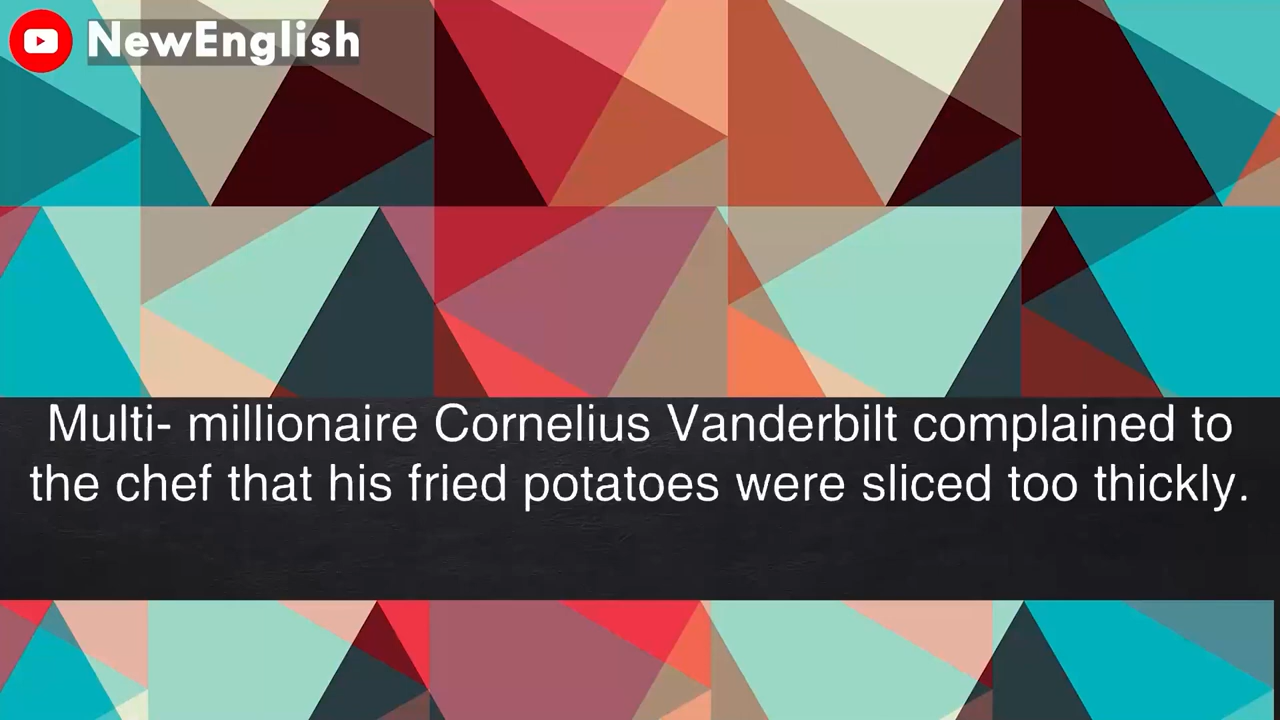 NewEnglish
Multi- millionaire Cornelius Vanderbilt complained to
the chef that his fried potatoes were sliced too thickly.